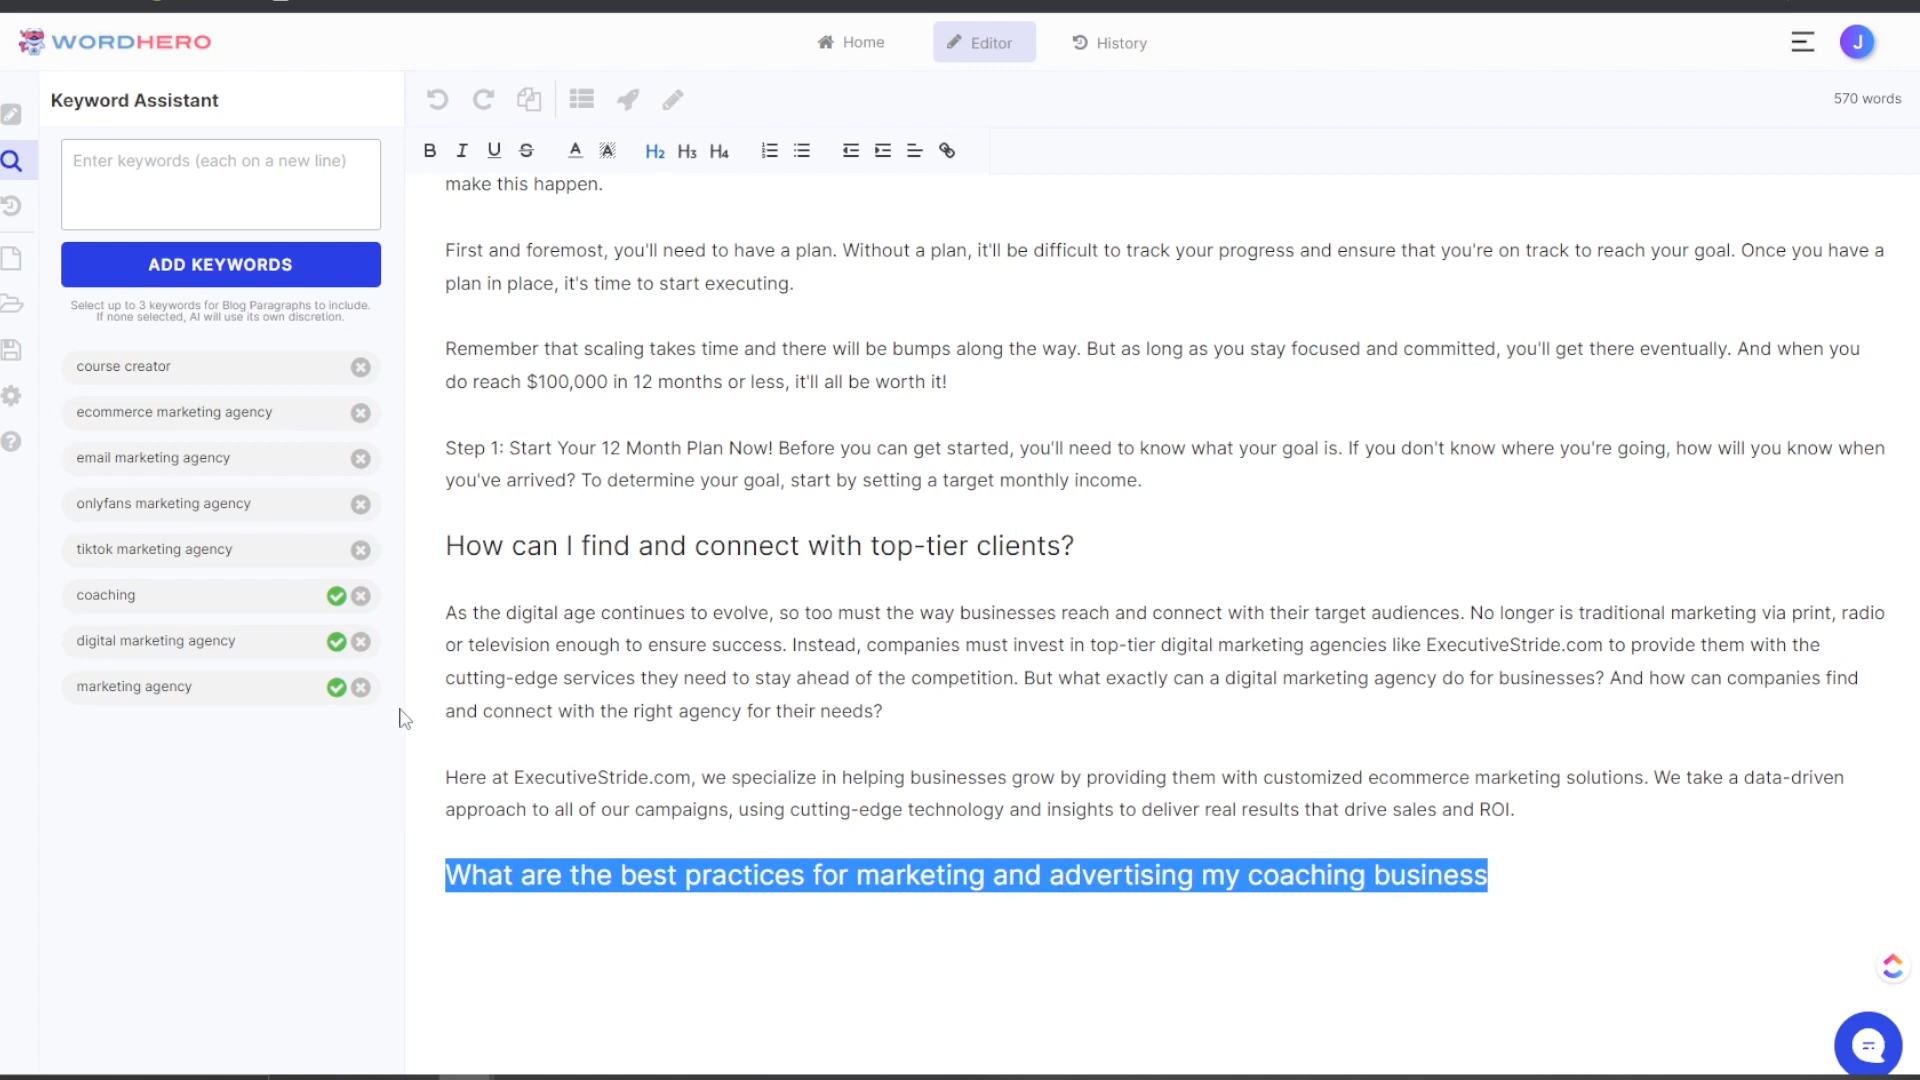 WORDHERO
Home
Editor
History
J
Keyword Assistant
570 words
Enter keywords (each on a new line)
ADD KEYWORDS
Select up to 3 keywords for Blog Paragraphs to include.
If none selected, AI will use its own discretion.
course creator
ecommerce marketing agency
email marketing agency
onlyfans marketing agency
tiktok marketing agency
coaching
digital marketing agency
marketing agency
B I U S A A H2 H3 H4
make this happen.
First and foremost, you'll need to have a plan. Without a plan, it'll be difficult to track your progress and ensure that you're on track to reach your goal. Once you have a
plan in place, it's time to start executing.
Remember that scaling takes time and there will be bumps along the way. But as long as you stay focused and committed, you'll get there eventually. And when you
do reach $100,000 in 12 months or less, it'll all be worth it!
Step 1: Start Your 12 Month Plan Now! Before you can get started, you'll need to know what your goal is. If you don't know where you're going, how will you know when
you've arrived? To determine your goal, start by setting a target monthly income.
How can I find and connect with top-tier clients?
As the digital age continues to evolve, so too must the way businesses reach and connect with their target audiences. No longer is traditional marketing via print, radio
or television enough to ensure success. Instead, companies must invest in top-tier digital marketing agencies like ExecutiveStride.com to provide them with the
cutting-edge services they need to stay ahead of the competition. But what exactly can a digital marketing agency do for businesses? And how can companies find
and connect with the right agency for their needs?
Here at ExecutiveStride.com, we specialize in helping businesses grow by providing them with customized ecommerce marketing solutions. We take a data-driven
approach to all of our campaigns, using cutting-edge technology and insights to deliver real results that drive sales and ROI.
What are the best practices for marketing and advertising my coaching business